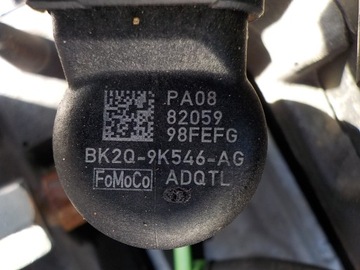 PA08
82059
98FEFG
BK2Q-9K546-AG
FoMoCo ADQTL